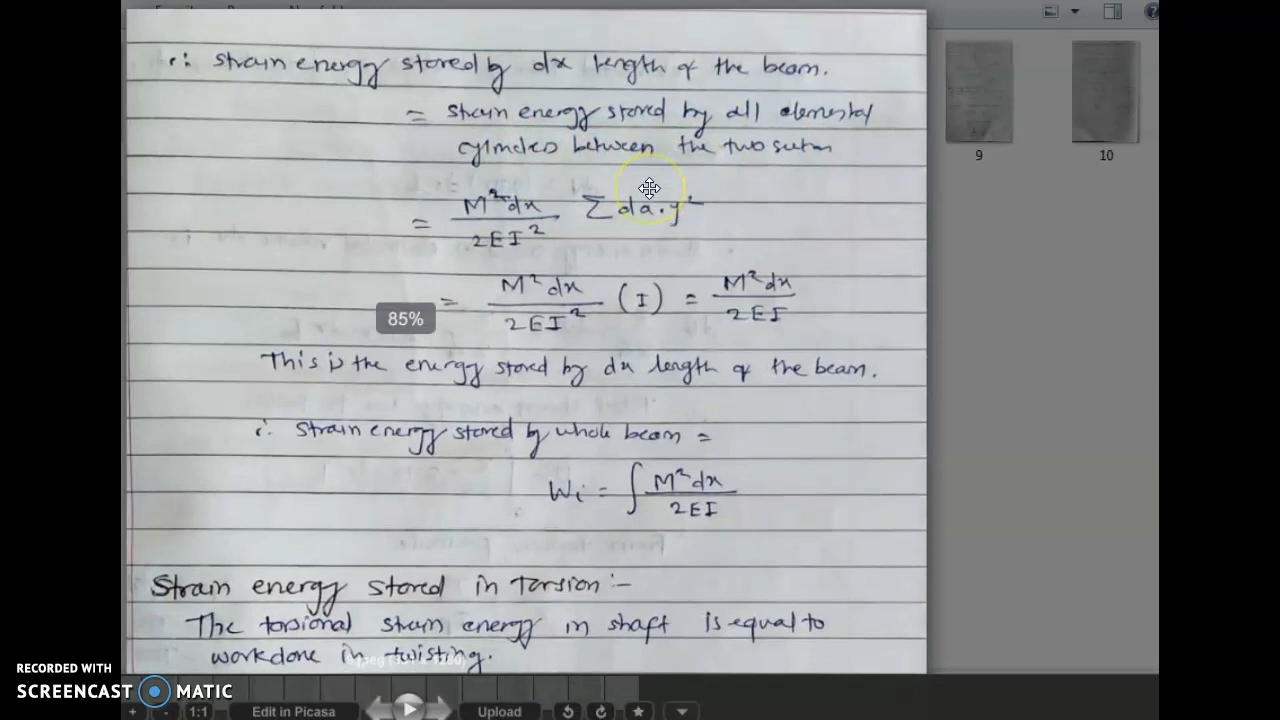 ∴ strain energy stored by dx length of the beam.
= strain energy stored by all elemental
cylinders between the two section
= M²dx / 2EI² Σ da.y²
= M²dx / 2EI² (I) = M²dx / 2EI
85%
This is the energy stored by dx length of the beam.
∴ strain energy stored by whole beam =
Wi = ∫ M²dx / 2EI
Strain energy stored in Torsion :-
The torsional strain energy in shaft is equal to
workdone in twisting.
9
10
RECORDED WITH
SCREENCAST MATIC
1:1
Edit in Picasa
Upload